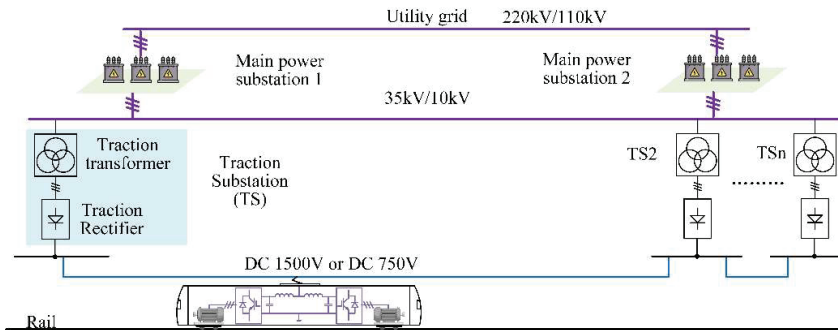 Utility grid 220kV/110kV
Main power
substation 1
Main power
substation 2
35kV/10kV
Traction
transformer
Traction
Substation
(TS)
TS2
TSn
Traction
Rectifier
DC 1500V or DC 750V
Rail